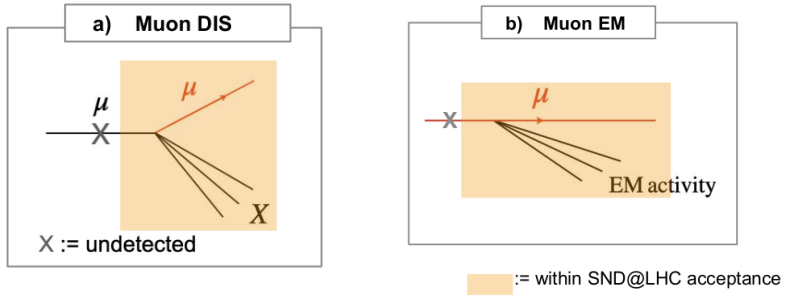 a) Muon DIS
μ
μ
X
X
X := undetected
b) Muon EM
μ
X
EM activity
:= within SND@LHC acceptance